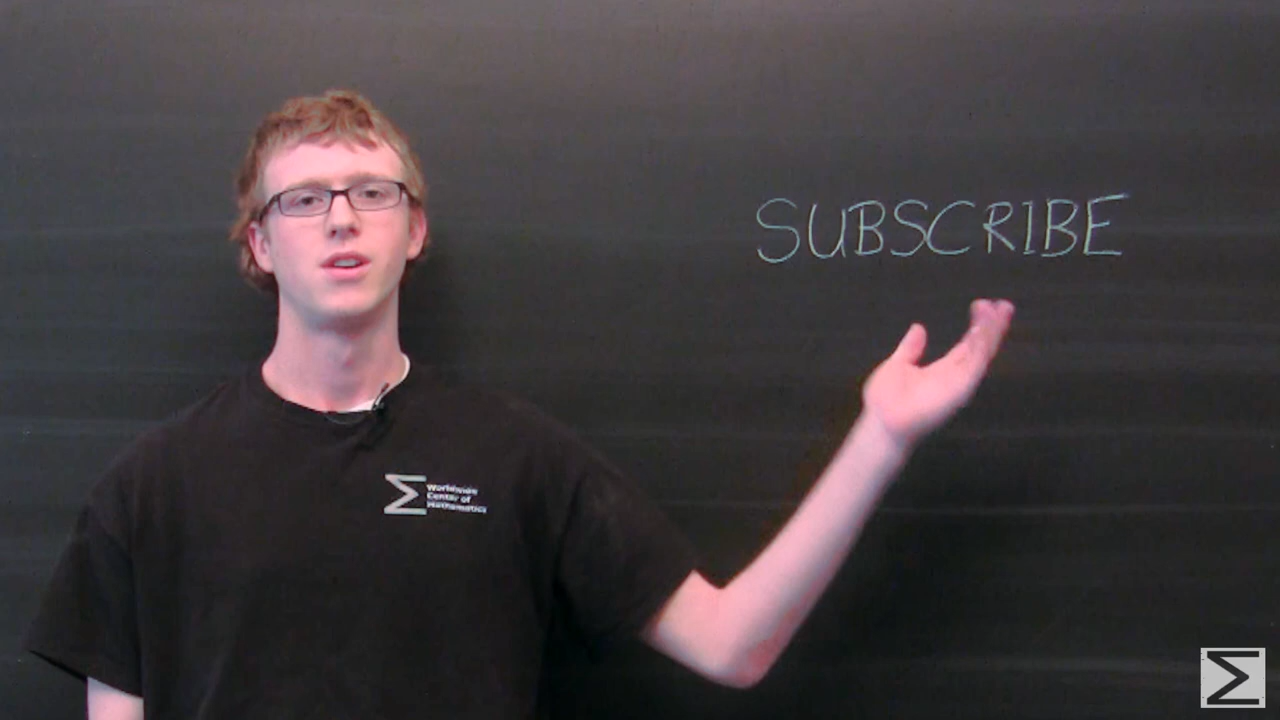 SUBSCRIBE
Σ Worldwide
Center of
Mathematics
Σ